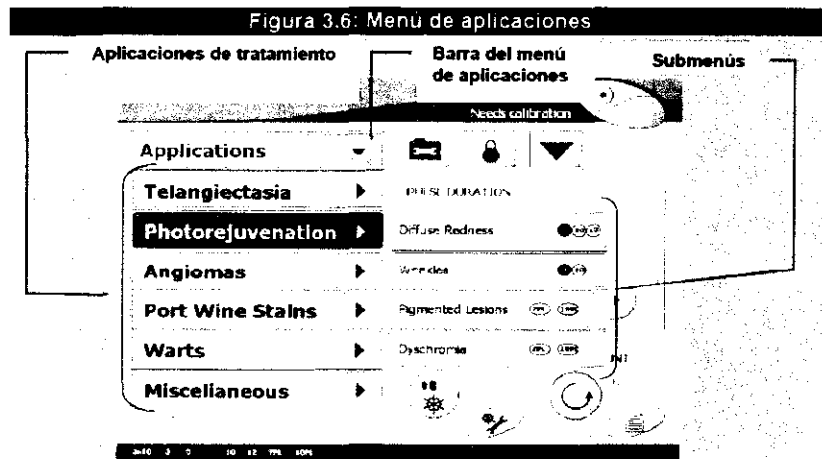 Figura 3.6: Menú de aplicaciones
Aplicaciones de tratamiento
Barra del menú
de aplicaciones
Submenús
Needs calibration
Applications
Telangiectasia
PULSE DURATION
Photorejuvenation
Diffuse Redness
Angiomas
Wrinkles
Port Wine Stains
Pigmented Lesions
Warts
Dyschromia
Miscellaneous